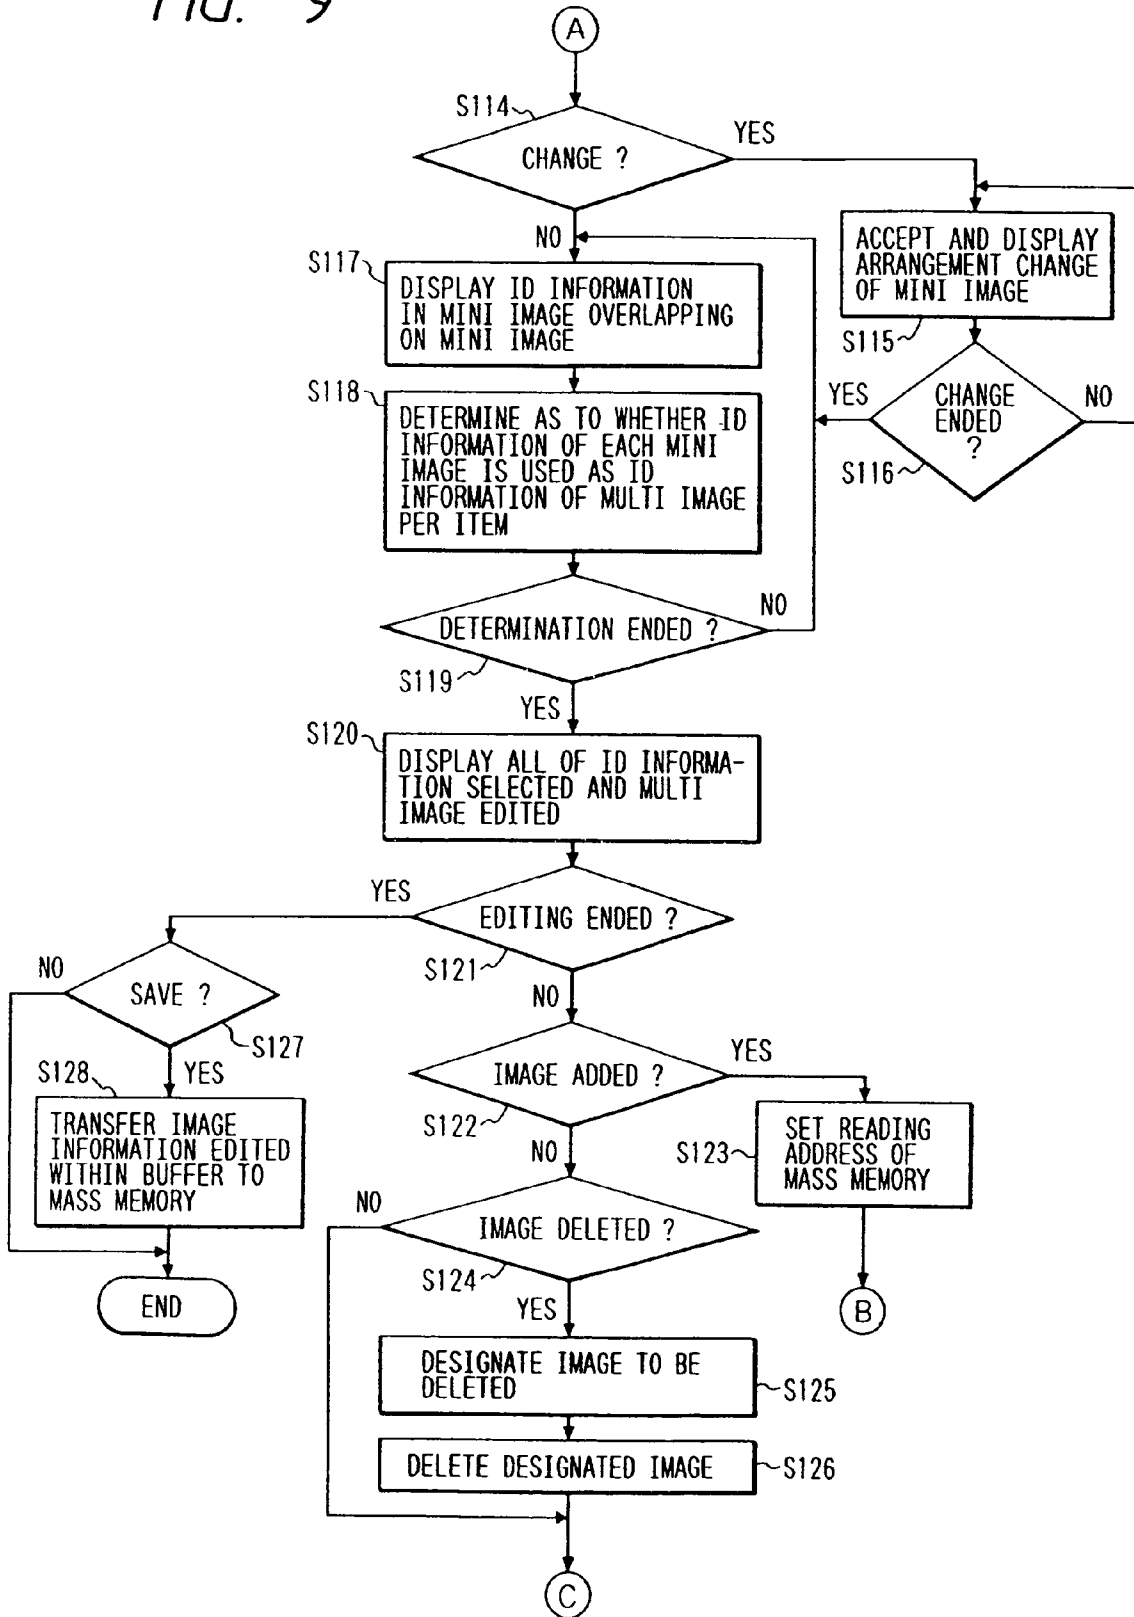 FIG. 9
A
S114
CHANGE ?
YES
NO
S117
DISPLAY ID INFORMATION
IN MINI IMAGE OVERLAPPING
ON MINI IMAGE
ACCEPT AND DISPLAY
ARRANGEMENT CHANGE
OF MINI IMAGE
S115
S118
DETERMINE AS TO WHETHER ID
INFORMATION OF EACH MINI
IMAGE IS USED AS ID
INFORMATION OF MULTI IMAGE
PER ITEM
YES
CHANGE
ENDED
?
NO
S116
DETERMINATION ENDED ?
NO
S119
YES
S120
DISPLAY ALL OF ID INFORMA-
TION SELECTED AND MULTI
IMAGE EDITED
YES
EDITING ENDED ?
S121
NO
NO
SAVE ?
S127
YES
S128
TRANSFER IMAGE
INFORMATION EDITED
WITHIN BUFFER TO
MASS MEMORY
END
IMAGE ADDED ?
YES
S122
NO
S123
SET READING
ADDRESS OF
MASS MEMORY
B
NO
IMAGE DELETED ?
S124
YES
DESIGNATE IMAGE TO BE
DELETED
S125
DELETE DESIGNATED IMAGE
S126
C